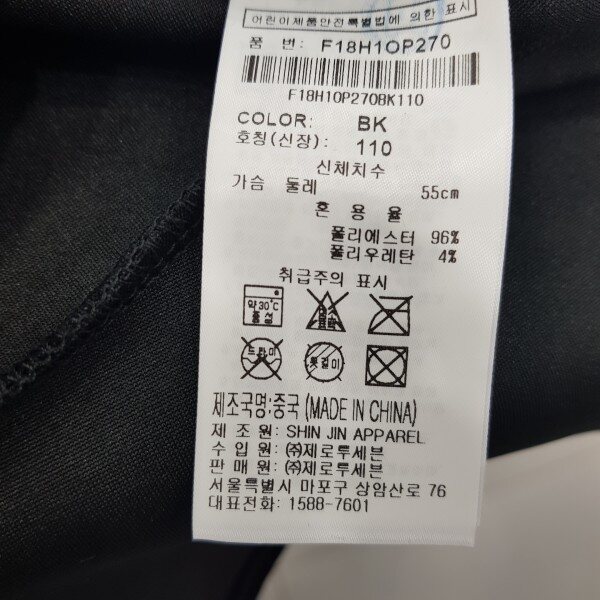 어린이제품안전특별법에 의한 표시
품 번: F18H1OP270
F18H1OP270BK110
COLOR: BK
호칭(신장): 110
신체치수
가슴 둘레 55cm
혼 용 율
폴리에스터 96%
폴리우레탄 4%
취급주의 표시
약30℃
중성
드라이
옷걸이
제조국명:중국 (MADE IN CHINA)
제 조 원: SHIN JIN APPAREL
수 입 원: ㈜제로투세븐
판 매 원: ㈜제로투세븐
서울특별시 마포구 상암산로 76
대표전화: 1588-7601